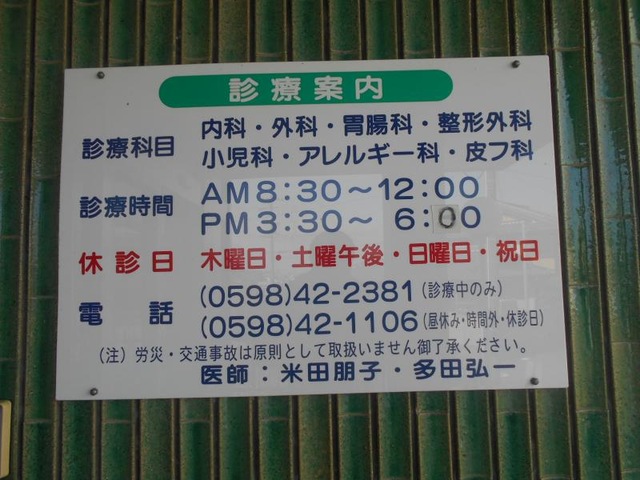 診療案内
診療科目 内科・外科・胃腸科・整形外科
小児科・アレルギー科・皮フ科
診療時間 AM8:30～12:00
PM3:30～ 6:00
休診日 木曜日・土曜午後・日曜日・祝日
電話 (0598)42-2381(診療中のみ)
(0598)42-1106(昼休み・時間外・休診日)
(注)労災・交通事故は原則として取扱いません御了承ください。
医師:米田朋子・多田弘一